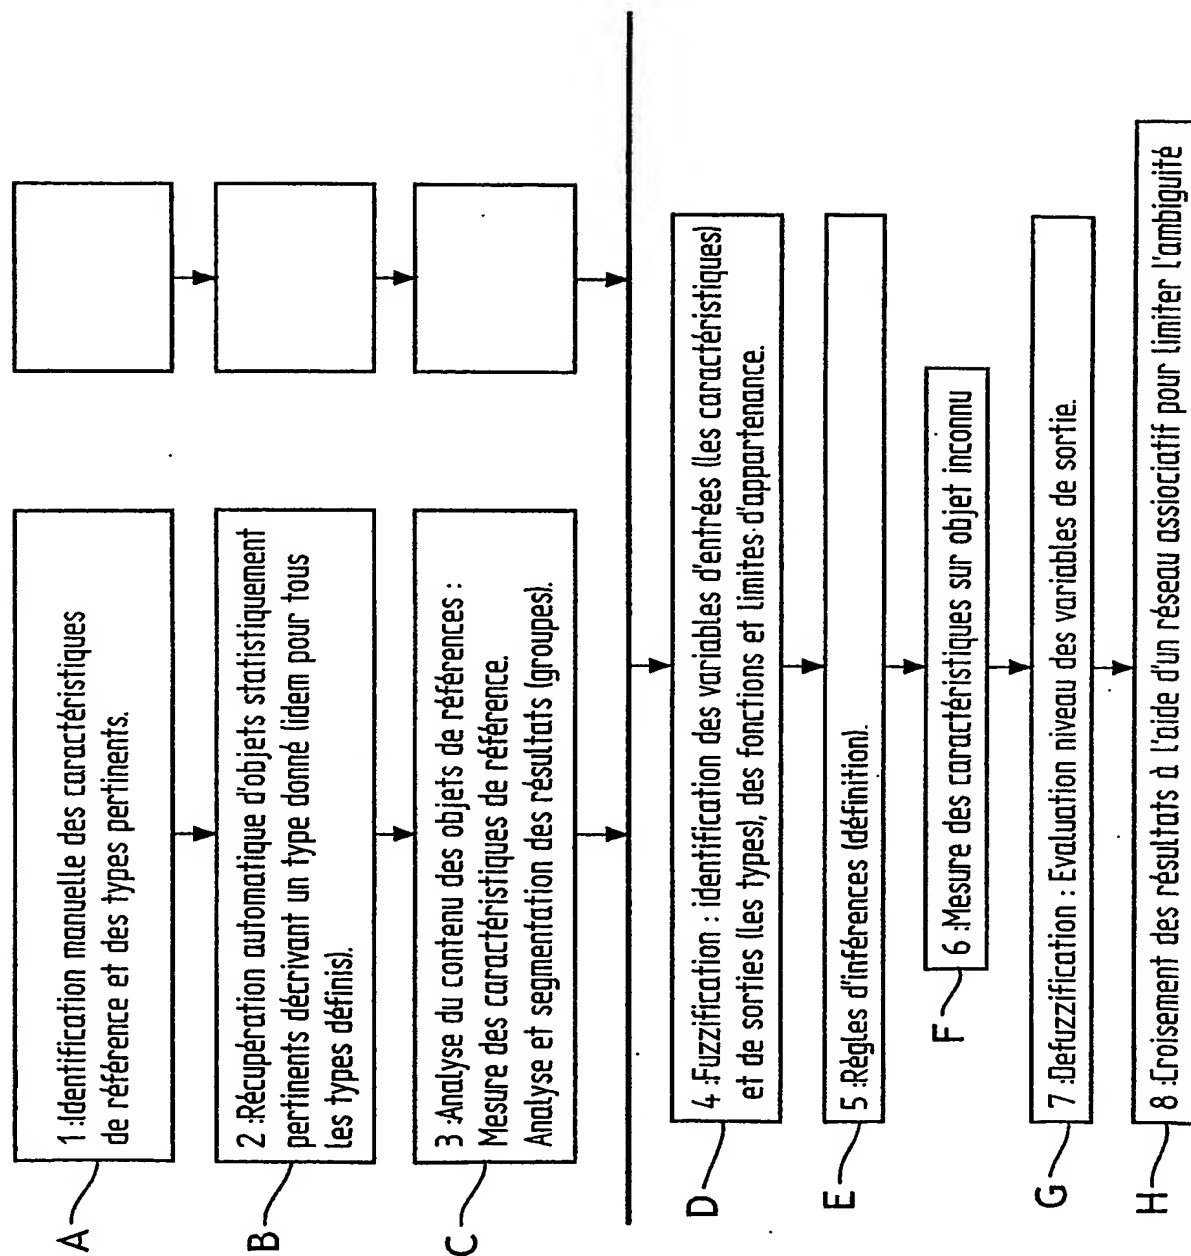 A
1 :Identification manuelle des caractéristiques
de référence et des types pertinents.
B
2 :Récupération automatique d'objets statistiquement
pertinents décrivant un type donné (idem pour tous
les types définis).
C
3 :Analyse du contenu des objets de références :
Mesure des caractéristiques de référence.
Analyse et segmentation des résultats (groupes).
D
4 :Fuzzification : identification des variables d'entrées (les caractéristiques)
et de sorties (les types), des fonctions et limites d'appartenance.
E
5 :Règles d'inférences (définition).
F
6 :Mesure des caractéristiques sur objet inconnu
G
7 :Defuzzification : Evaluation niveau des variables de sortie.
H
8 :Croisement des résultats à l'aide d'un réseau assiociatif pour limiter l'ambiguité